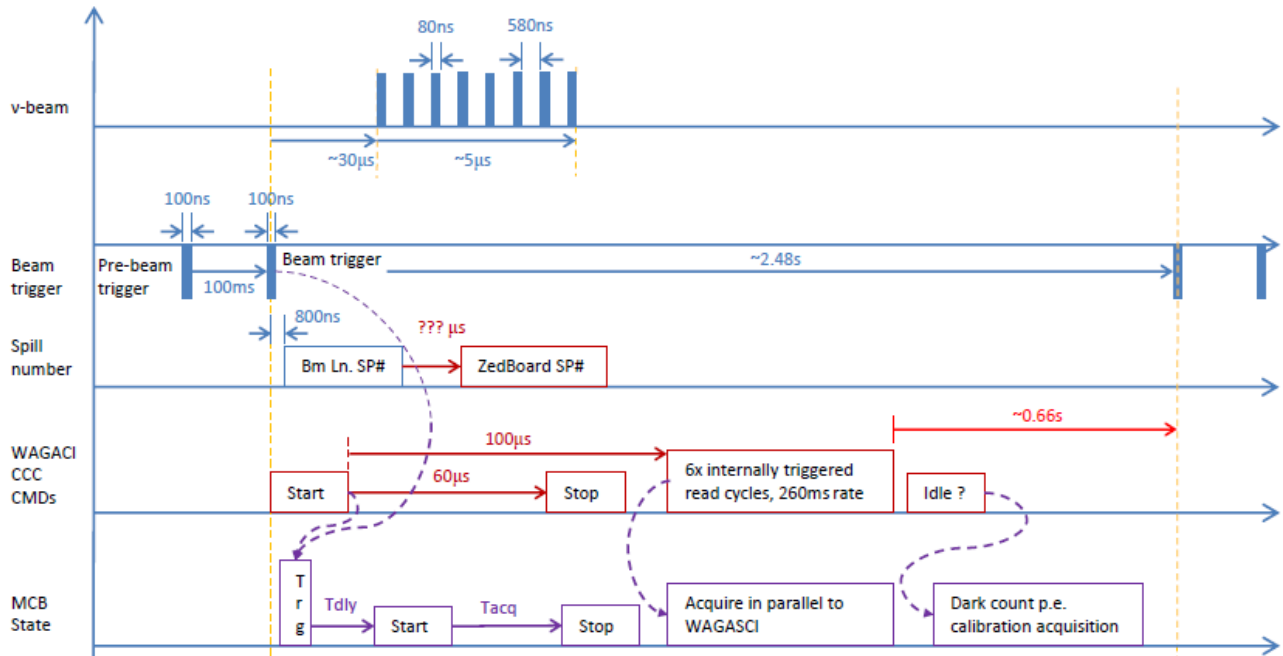 80ns
580ns
ν-beam
~30µs
~5µs
100ns
100ns
Beam
trigger
Pre-beam
trigger
100ms
Beam trigger
~2.48s
800ns
??? µs
Spill
number
Bm Ln. SP#
ZedBoard SP#
~0.66s
100µs
WAGACI
CCC
CMDs
Start
60µs
Stop
6x internally triggered
read cycles, 260ms rate
Idle ?
MCB
State
T
r
g
Tdly
Start
Tacq
Stop
Acquire in parallel to
WAGASCI
Dark count p.e.
calibration acquisition